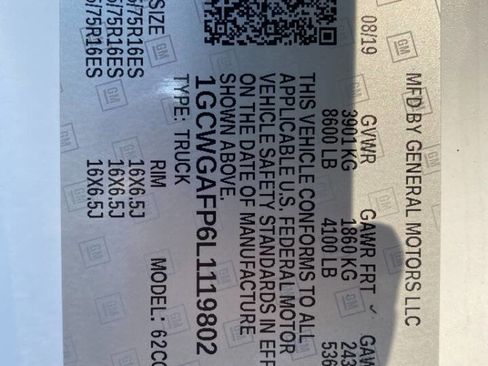 MFD BY GENERAL MOTORS LLC
08/19 GVWR GAWR FRT
3901 KG 1860 KG
8600 LB 4100 LB
THIS VEHICLE CONFORMS TO ALL
APPLICABLE U.S. FEDERAL MOTOR
VEHICLE SAFETY STANDARDS IN EFF
ON THE DATE OF MANUFACTURE
SHOWN ABOVE.
1GCWGAFP6L1119802
TYPE: TRUCK MODEL:
SIZE RIM
/75R16ES 16X6.5J
/75R16ES 16X6.5J
/75R16ES 16X6.5J
GM